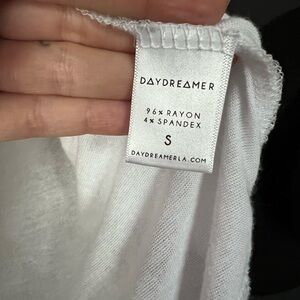 DAYDREAMER
96% RAYON
4% SPANDEX
S
DAYDREAMERLA.COM